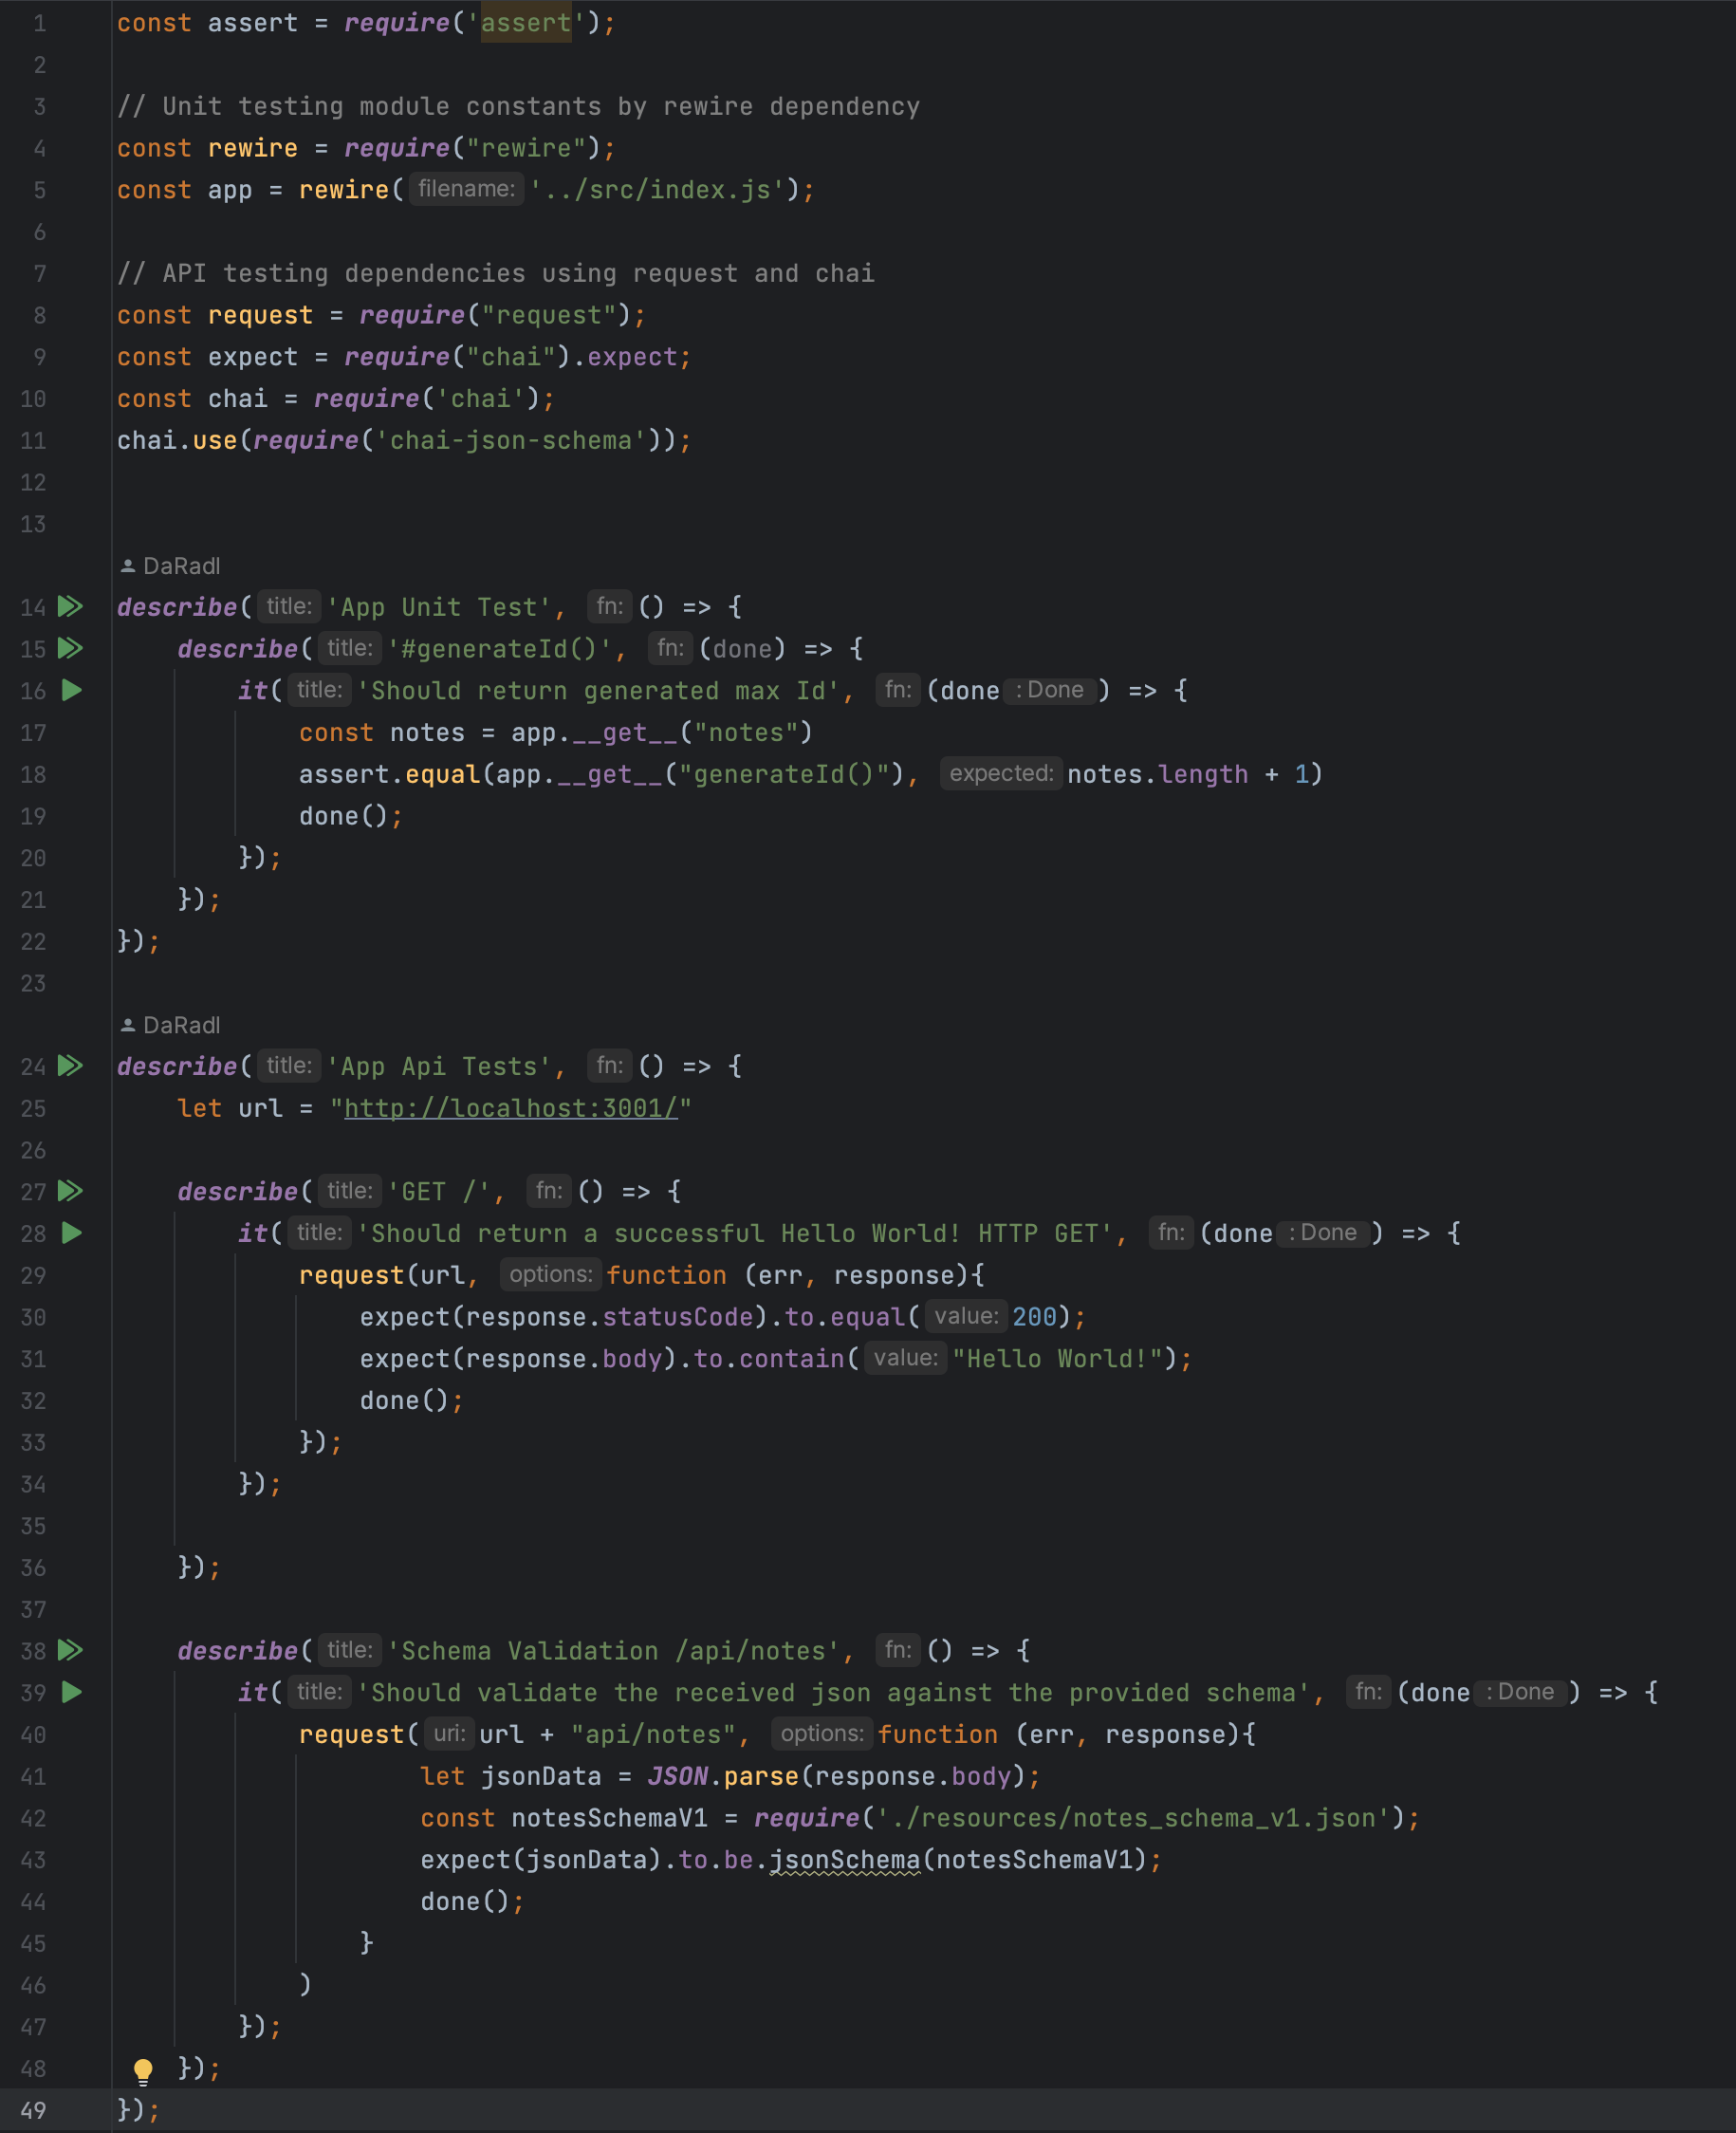 1 const assert = require('assert');
2
3 // Unit testing module constants by rewire dependency
4 const rewire = require("rewire");
5 const app = rewire( filename: '../src/index.js');
6
7 // API testing dependencies using request and chai
8 const request = require("request");
9 const expect = require("chai").expect;
10 const chai = require('chai');
11 chai.use(require('chai-json-schema'));
12
13
DaRadl
14 describe( title: 'App Unit Test', fn: () => {
15 describe( title: '#generateId()', fn: (done) => {
16 it( title: 'Should return generated max Id', fn: (done : Done ) => {
17 const notes = app.__get__("notes")
18 assert.equal(app.__get__("generateId()"), expected: notes.length + 1)
19 done();
20 });
21 });
22 });
23
DaRadl
24 describe( title: 'App Api Tests', fn: () => {
25 let url = "http://localhost:3001/"
26
27 describe( title: 'GET /', fn: () => {
28 it( title: 'Should return a successful Hello World! HTTP GET', fn: (done : Done ) => {
29 request(url, options: function (err, response){
30 expect(response.statusCode).to.equal( value: 200);
31 expect(response.body).to.contain( value: "Hello World!");
32 done();
33 });
34 });
35
36 });
37
38 describe( title: 'Schema Validation /api/notes', fn: () => {
39 it( title: 'Should validate the received json against the provided schema', fn: (done : Done ) => {
40 request( uri: url + "api/notes", options: function (err, response){
41 let jsonData = JSON.parse(response.body);
42 const notesSchemaV1 = require('./resources/notes_schema_v1.json');
43 expect(jsonData).to.be.jsonSchema(notesSchemaV1);
44 done();
45 }
46 )
47 });
48 });
49 });